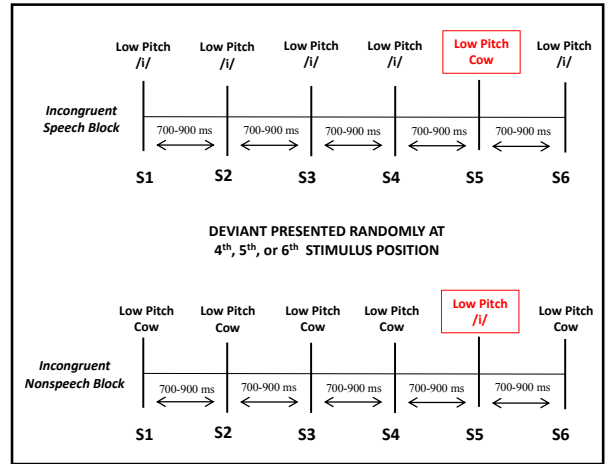 Low Pitch Low Pitch Low Pitch Low Pitch Low Pitch Low Pitch
/i/ /i/ /i/ /i/ Cow /i/
Incongruent
Speech Block
700-900 ms 700-900 ms 700-900 ms 700-900 ms 700-900 ms
S1 S2 S3 S4 S5 S6
DEVIANT PRESENTED RANDOMLY AT
4th, 5th, or 6th STIMULUS POSITION
Low Pitch Low Pitch Low Pitch Low Pitch Low Pitch Low Pitch
Cow Cow Cow Cow /i/ Cow
Incongruent
Nonspeech Block
700-900 ms 700-900 ms 700-900 ms 700-900 ms 700-900 ms
S1 S2 S3 S4 S5 S6